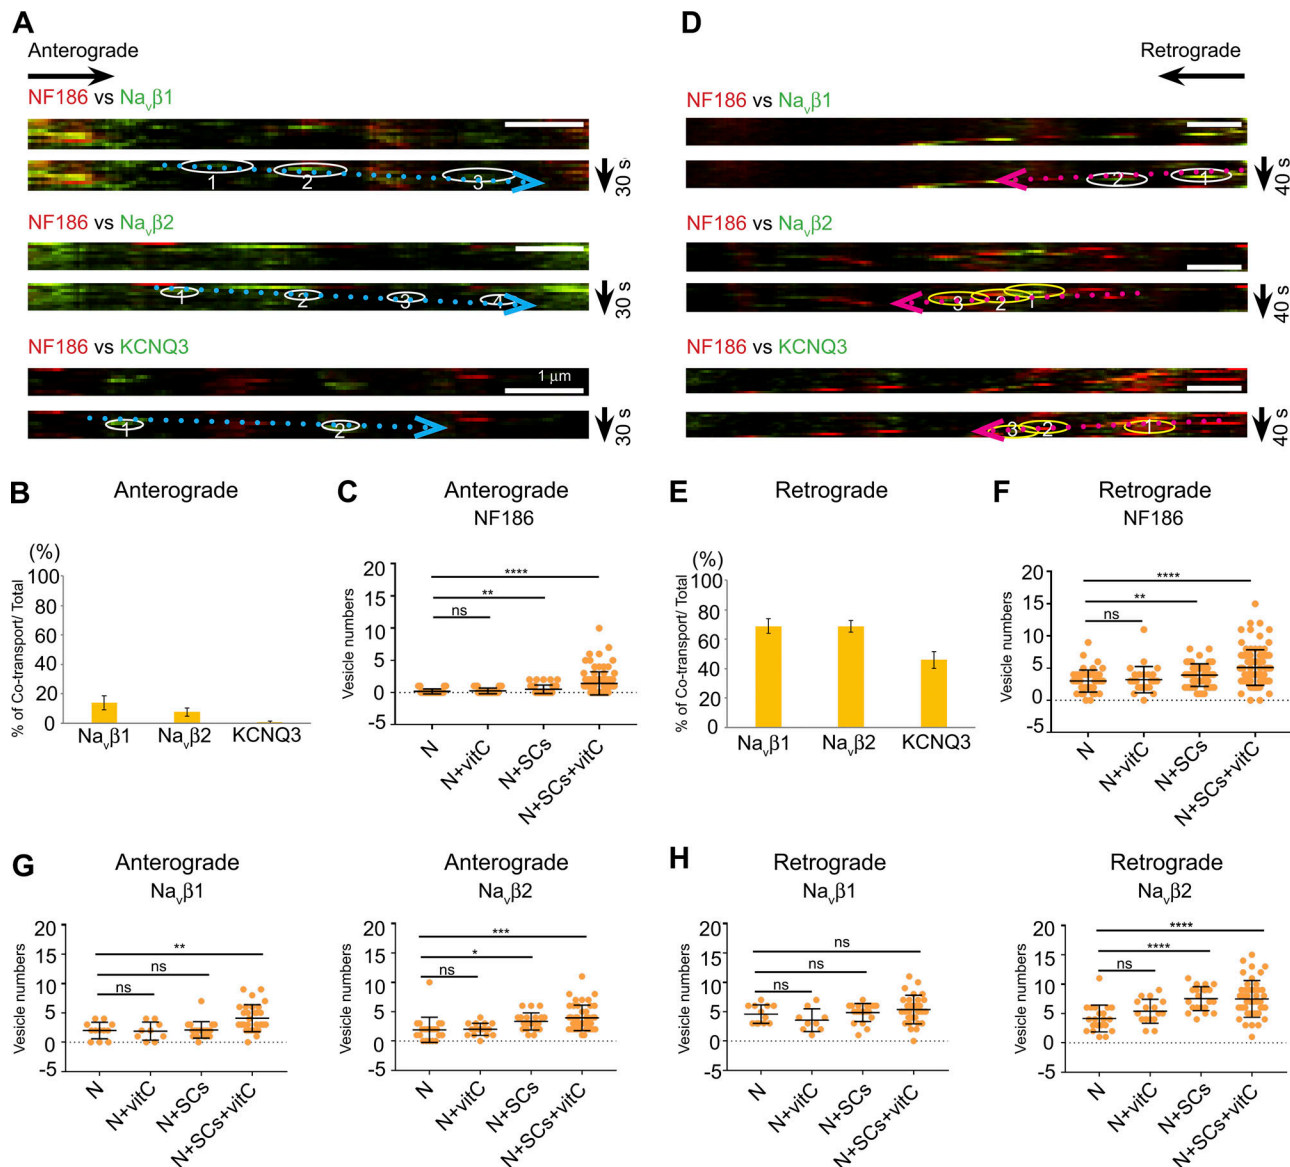 A
Anterograde
NF186 vs Navβ1
1 2 3
30 s
NF186 vs Navβ2
1 2 3 4
30 s
NF186 vs KCNQ3
1 μm
1 2
30 s
D
Retrograde
NF186 vs Navβ1
2 1
40 s
NF186 vs Navβ2
3 2 1
40 s
NF186 vs KCNQ3
3 2 1
40 s
B
Anterograde
(%)
% of Co-transport/ Total
100
80
60
40
20
0
Navβ1 Navβ2 KCNQ3
C
Anterograde
NF186
Vesicle numbers
20
15
10
5
0
-5
****
**
ns
N N+vitC N+SCs N+SCs+vitC
E
Retrograde
(%)
% of Co-transport/ Total
100
80
60
40
20
0
Navβ1 Navβ2 KCNQ3
F
Retrograde
NF186
Vesicle numbers
20
15
10
5
0
-5
****
**
ns
N N+vitC N+SCs N+SCs+vitC
G
Anterograde
Navβ1
Vesicle numbers
20
15
10
5
0
-5
**
ns
ns
N N+vitC N+SCs N+SCs+vitC
Anterograde
Navβ2
Vesicle numbers
20
15
10
5
0
-5
***
*
ns
N N+vitC N+SCs N+SCs+vitC
H
Retrograde
Navβ1
Vesicle numbers
20
15
10
5
0
-5
ns
ns
ns
N N+vitC N+SCs N+SCs+vitC
Retrograde
Navβ2
Vesicle numbers
20
15
10
5
0
-5
****
****
ns
N N+vitC N+SCs N+SCs+vitC